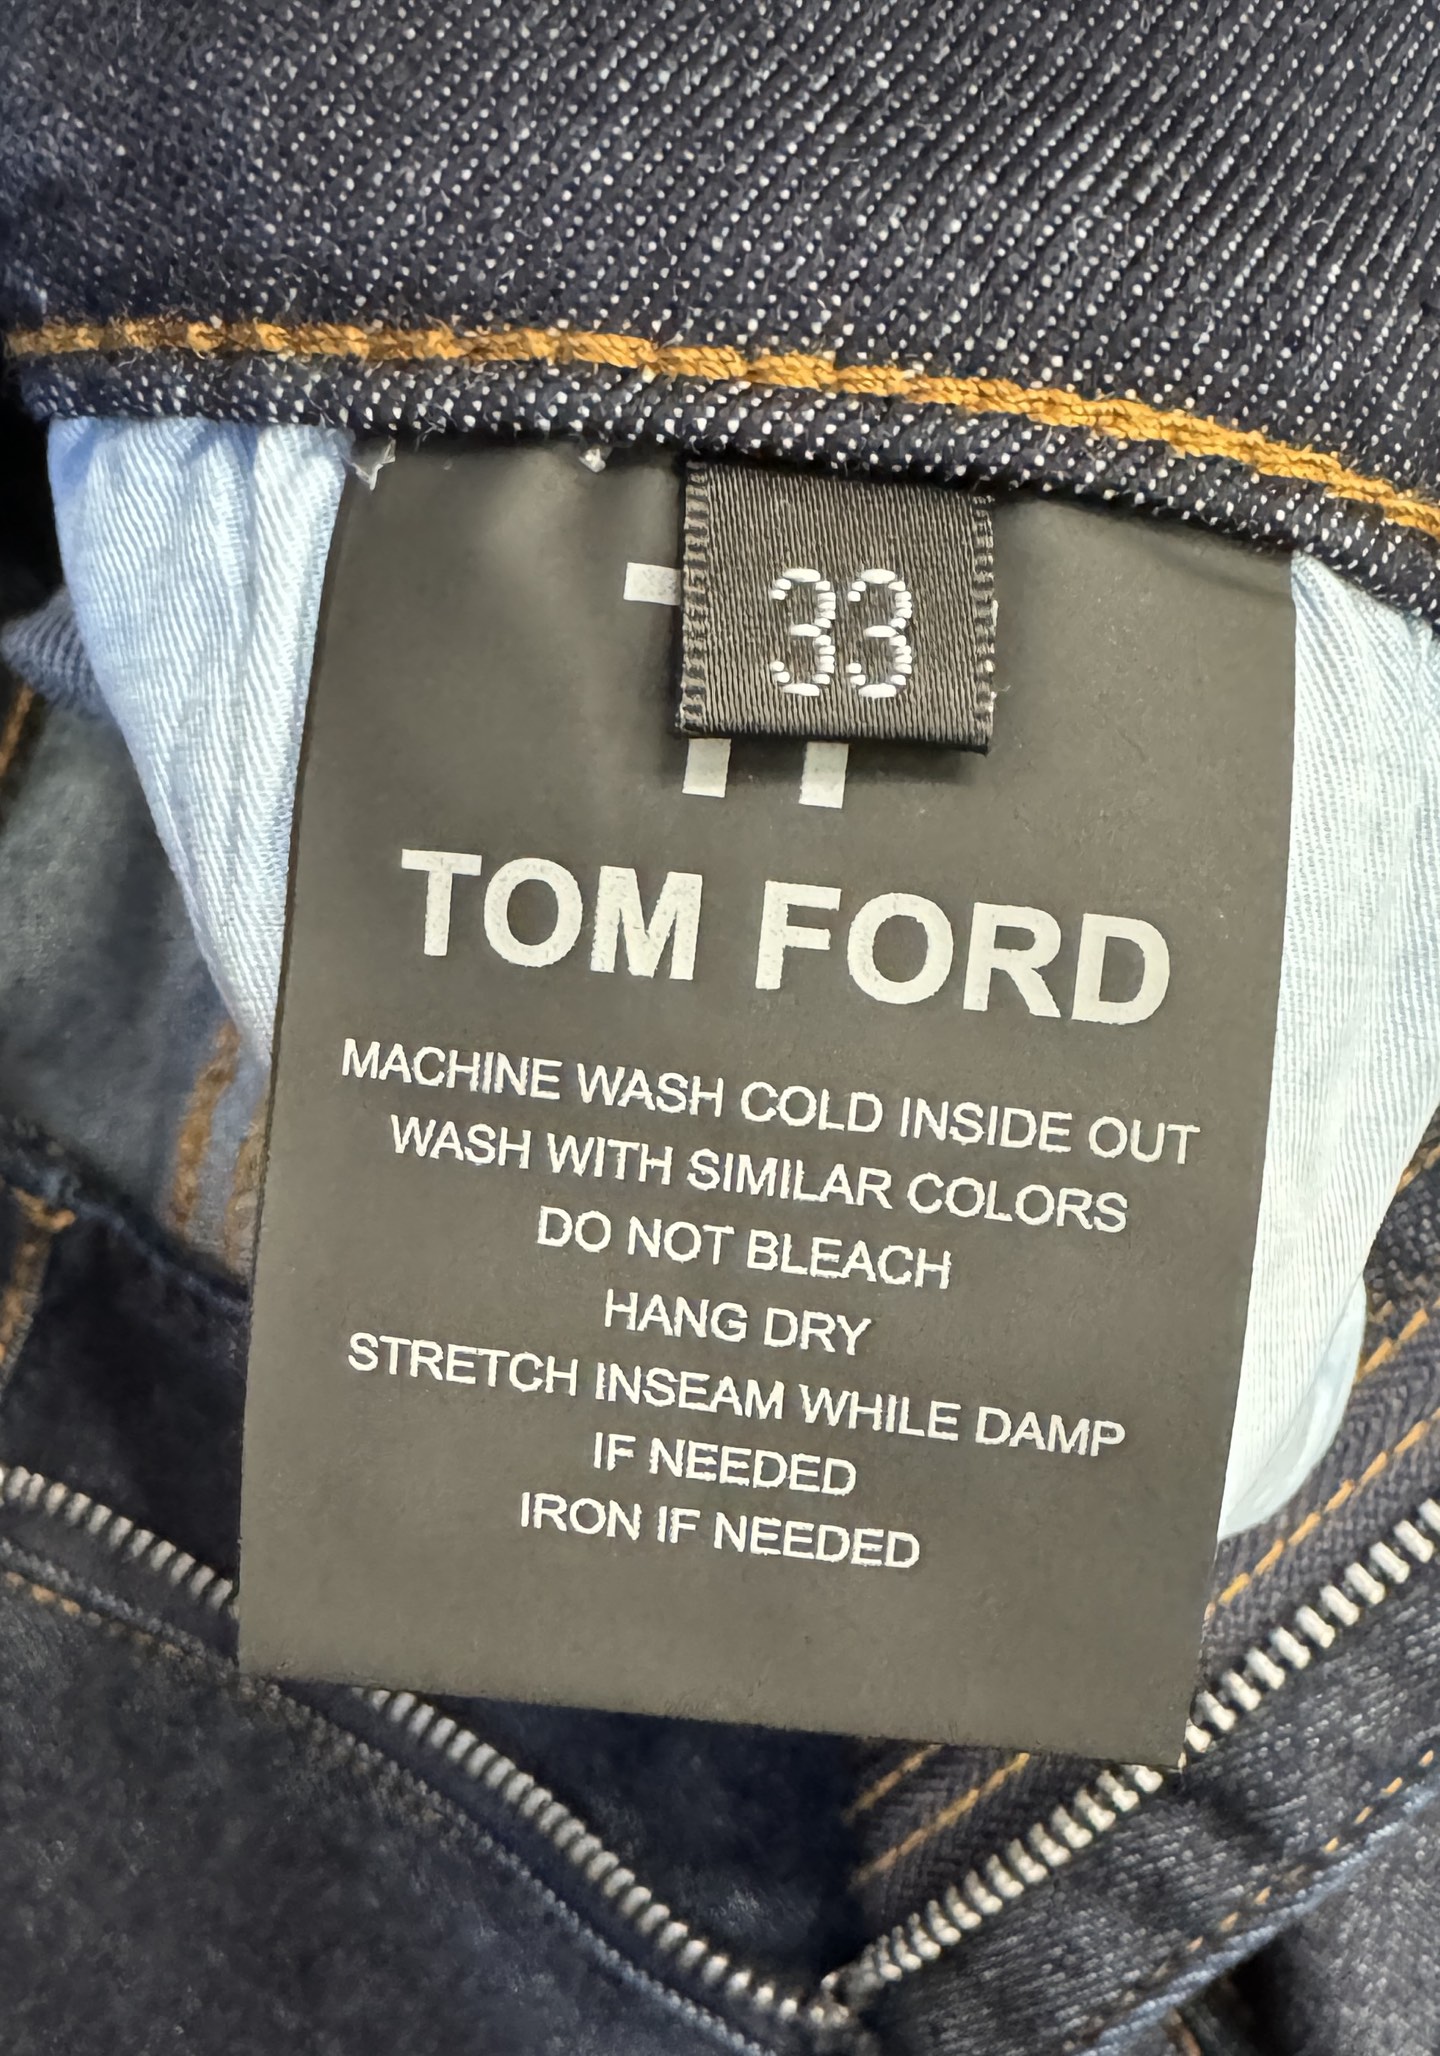 33
TOM FORD
MACHINE WASH COLD INSIDE OUT
WASH WITH SIMILAR COLORS
DO NOT BLEACH
HANG DRY
STRETCH INSEAM WHILE DAMP
IF NEEDED
IRON IF NEEDED